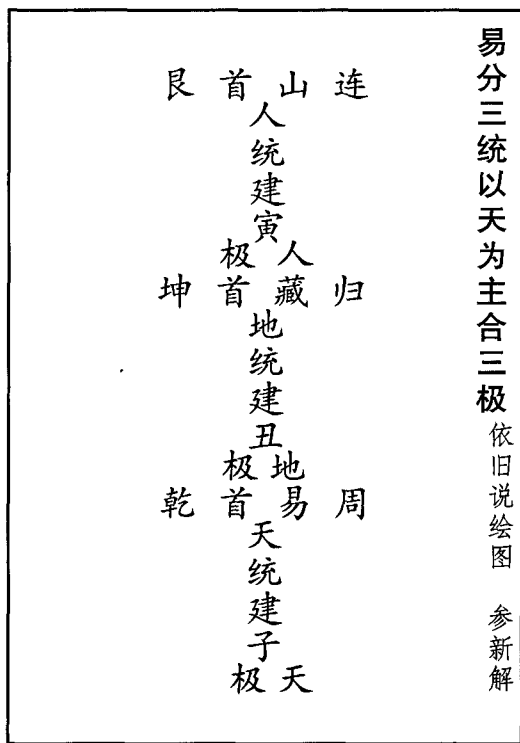 易分三统以天为主合三极
依旧说绘图 参新解
连山首艮
人统建寅
人极
归藏首坤
地统建丑
地极
周易首乾
天统建子
天极